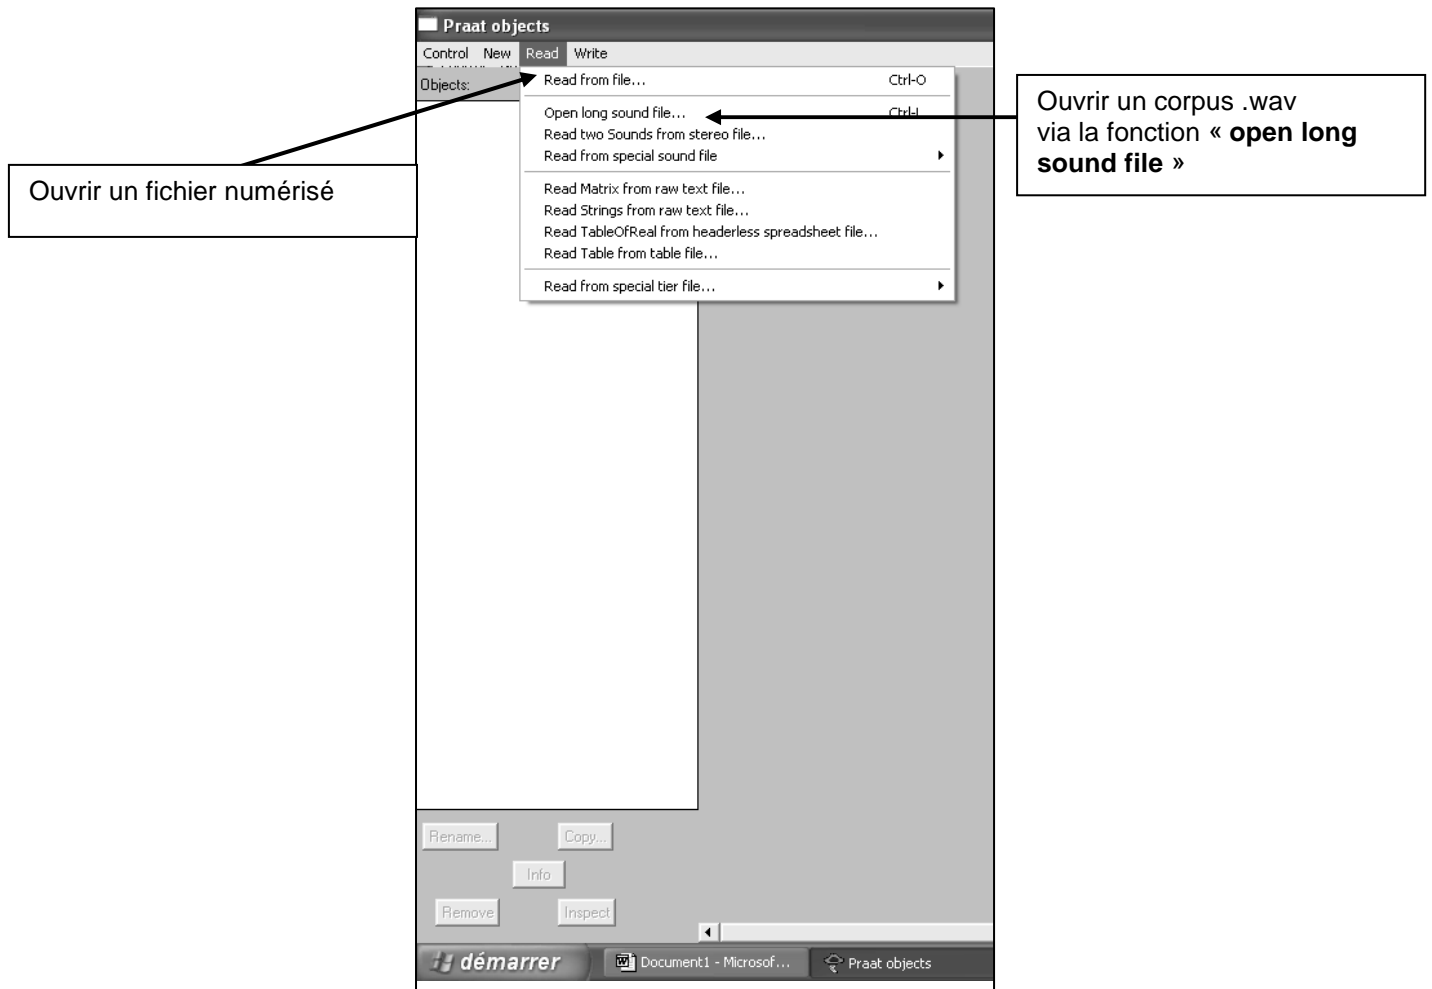 Praat objects
Control New Read Write
Objects:
Read from file... Ctrl-O
Open long sound file... Ctrl-L
Read two Sounds from stereo file...
Read from special sound file
Read Matrix from raw text file...
Read Strings from raw text file...
Read TableOfReal from headerless spreadsheet file...
Read Table from table file...
Read from special tier file...
Ouvrir un fichier numérisé
Ouvrir un corpus .wav
via la fonction « open long
sound file »
Rename... Copy...
Info
Remove Inspect
démarrer Document1 - Microsof... Praat objects